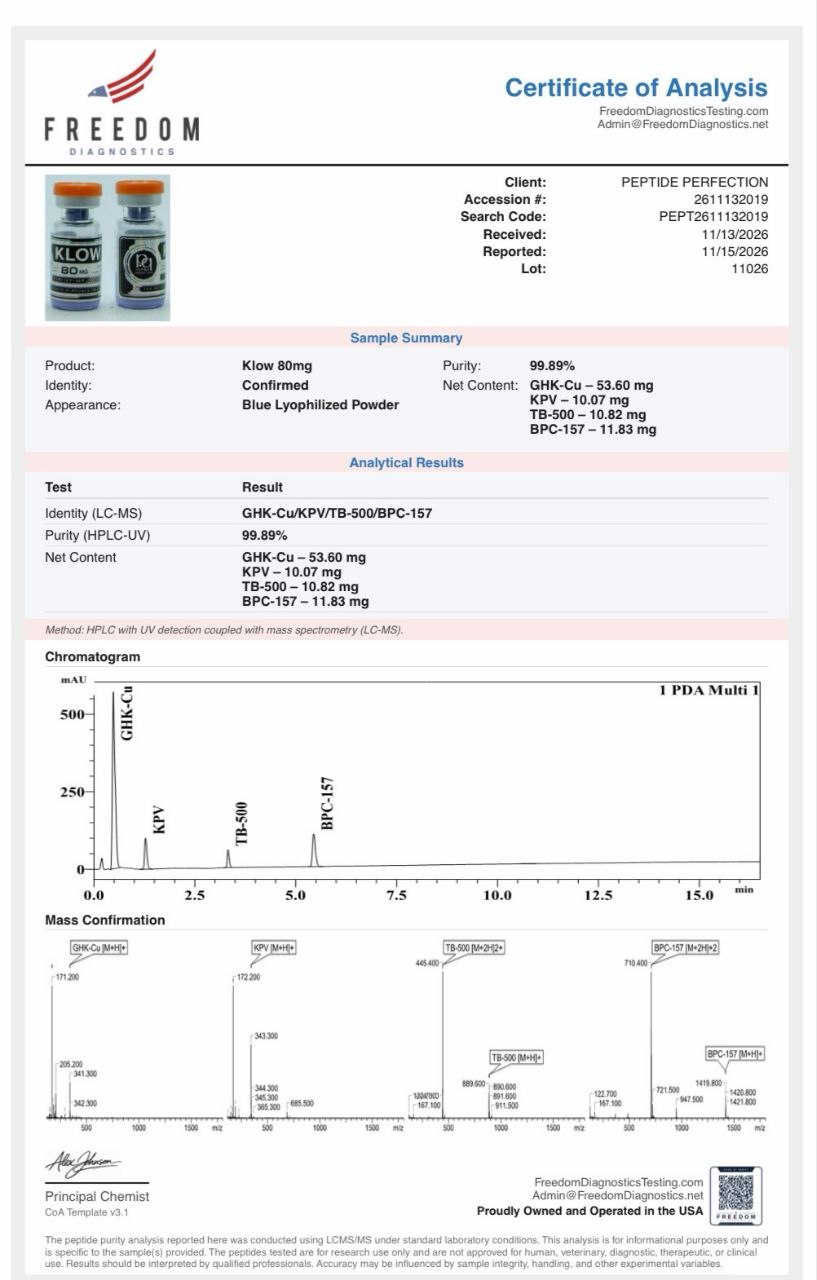 FREEDOM
DIAGNOSTICS
Certificate of Analysis
FreedomDiagnosticsTesting.com
Admin@FreedomDiagnostics.net
KLOW
80 MG
Client: PEPTIDE PERFECTION
Accession #: 2611132019
Search Code: PEPT2611132019
Received: 11/13/2026
Reported: 11/15/2026
Lot: 11026
Sample Summary
Product: Klow 80mg Purity: 99.89%
Identity: Confirmed Net Content: GHK-Cu – 53.60 mg
KPV – 10.07 mg
Appearance: Blue Lyophilized Powder
TB-500 – 10.82 mg
BPC-157 – 11.83 mg
Analytical Results
Test Result
Identity (LC-MS) GHK-Cu/KPV/TB-500/BPC-157
Purity (HPLC-UV) 99.89%
Net Content GHK-Cu – 53.60 mg
KPV – 10.07 mg
TB-500 – 10.82 mg
BPC-157 – 11.83 mg
Method: HPLC with UV detection coupled with mass spectrometry (LC-MS).
Chromatogram
mAU
1 PDA Multi 1
500
250
0
GHK-Cu
KPV
TB-500
BPC-157
0.0 2.5 5.0 7.5 10.0 12.5 15.0 min
Mass Confirmation
GHK-Cu [M+H]+
171.200
205.200
341.300
342.300
500 1000 1500 m/z
KPV [M+H]+
172.200
343.300
344.300
345.300
365.300
685.500
500 1000 1500 m/z
TB-500 [M+2H]2+
445.400
TB-500 [M+H]+
889.600
890.600
891.600
911.500
167.100
500 1000 1500 m/z
BPC-157 [M+2H]+2
710.400
BPC-157 [M+H]+
1419.800
1420.800
1421.800
122.700
167.100
721.500
947.500
500 1000 1500 m/z
Alex Johnson
Principal Chemist
CoA Template v3.1
FreedomDiagnosticsTesting.com
Admin@FreedomDiagnostics.net
Proudly Owned and Operated in the USA
FREEDOM
The peptide purity analysis reported here was conducted using LCMS/MS under standard laboratory conditions. This analysis is for informational purposes only and
is specific to the sample(s) provided. The peptides tested are for research use only and are not approved for human, veterinary, diagnostic, therapeutic, or clinical
use. Results should be interpreted by qualified professionals. Accuracy may be influenced by sample integrity, handling, and other experimental variables.